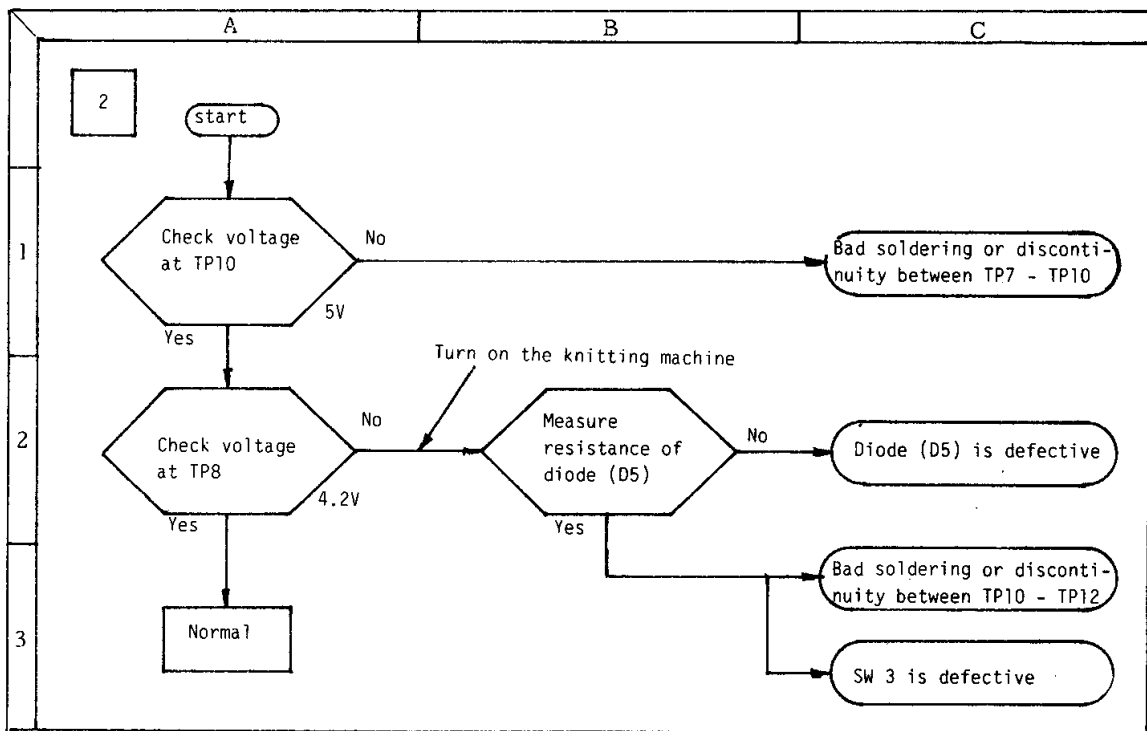 A B C
2
start
1
Check voltage
at TP10
No
5V
Yes
Bad soldering or disconti-
nuity between TP7 - TP10
Turn on the knitting machine
2
Check voltage
at TP8
No
4.2V
Yes
Measure
resistance of
diode (D5)
No
Yes
Diode (D5) is defective
3
Normal
Bad soldering or disconti-
nuity between TP10 - TP12
SW 3 is defective